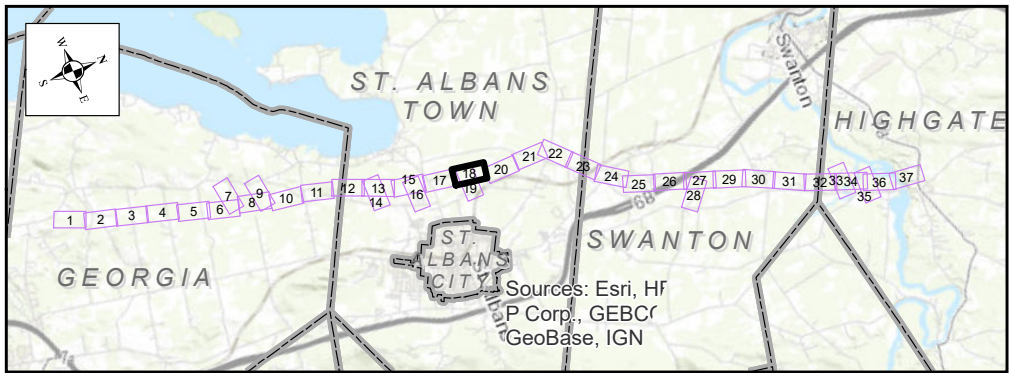 W
N
S
E
ST. ALBANS
TOWN
Swanton
HIGHGATE
1
2
3
4
5
6
7
8
9
10
11
12
13
14
15
16
17
18
19
20
21
22
23
24
25
26
27
28
29
30
31
32
33
34
35
36
37
68
SWANTON
GEORGIA
ST.
LBANS
CITY
Sources: Esri, HE
P Corp., GEBCO
GeoBase, IGN